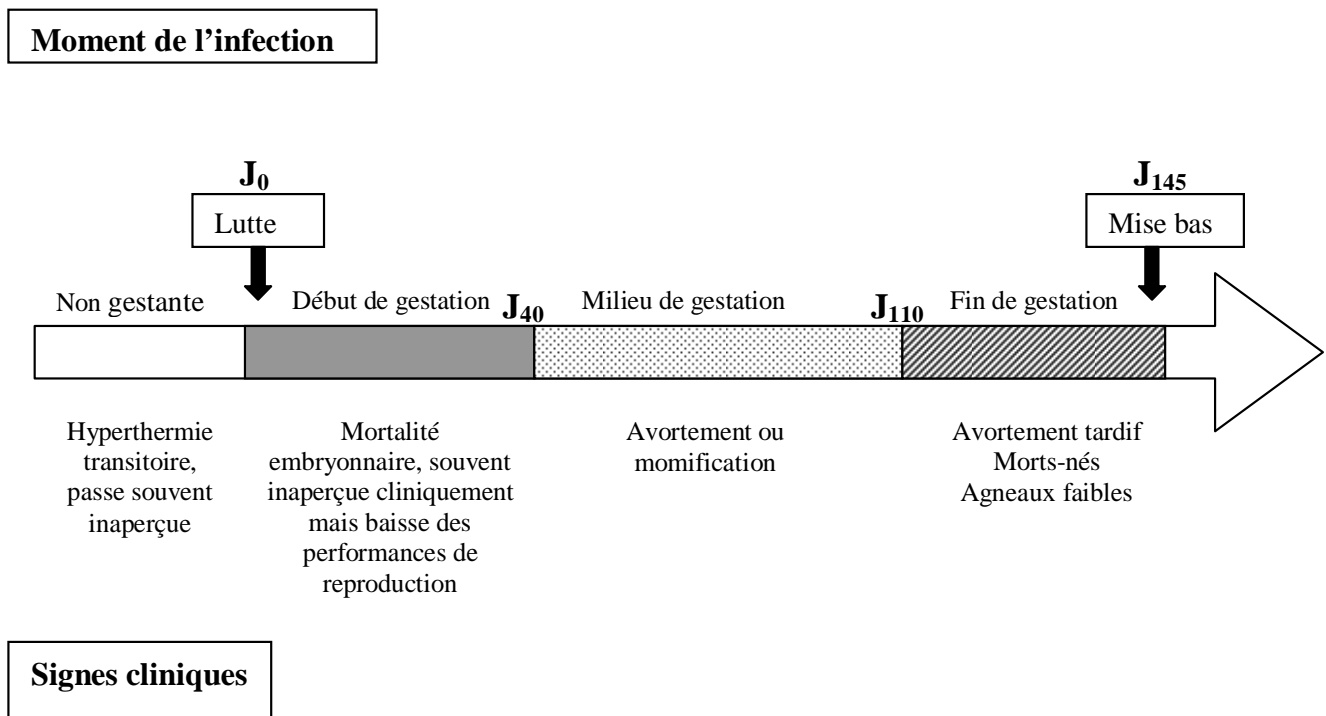 Moment de l'infection
J0
J145
Lutte
Mise bas
Non gestante
Début de gestation
J40
Milieu de gestation
J110
Fin de gestation
Hyperthermie
transitoire,
passe souvent
inaperçue
Mortalité
embryonnaire, souvent
inaperçue cliniquement
mais baisse des
performances de
reproduction
Avortement ou
momification
Avortement tardif
Morts-nés
Agneaux faibles
Signes cliniques